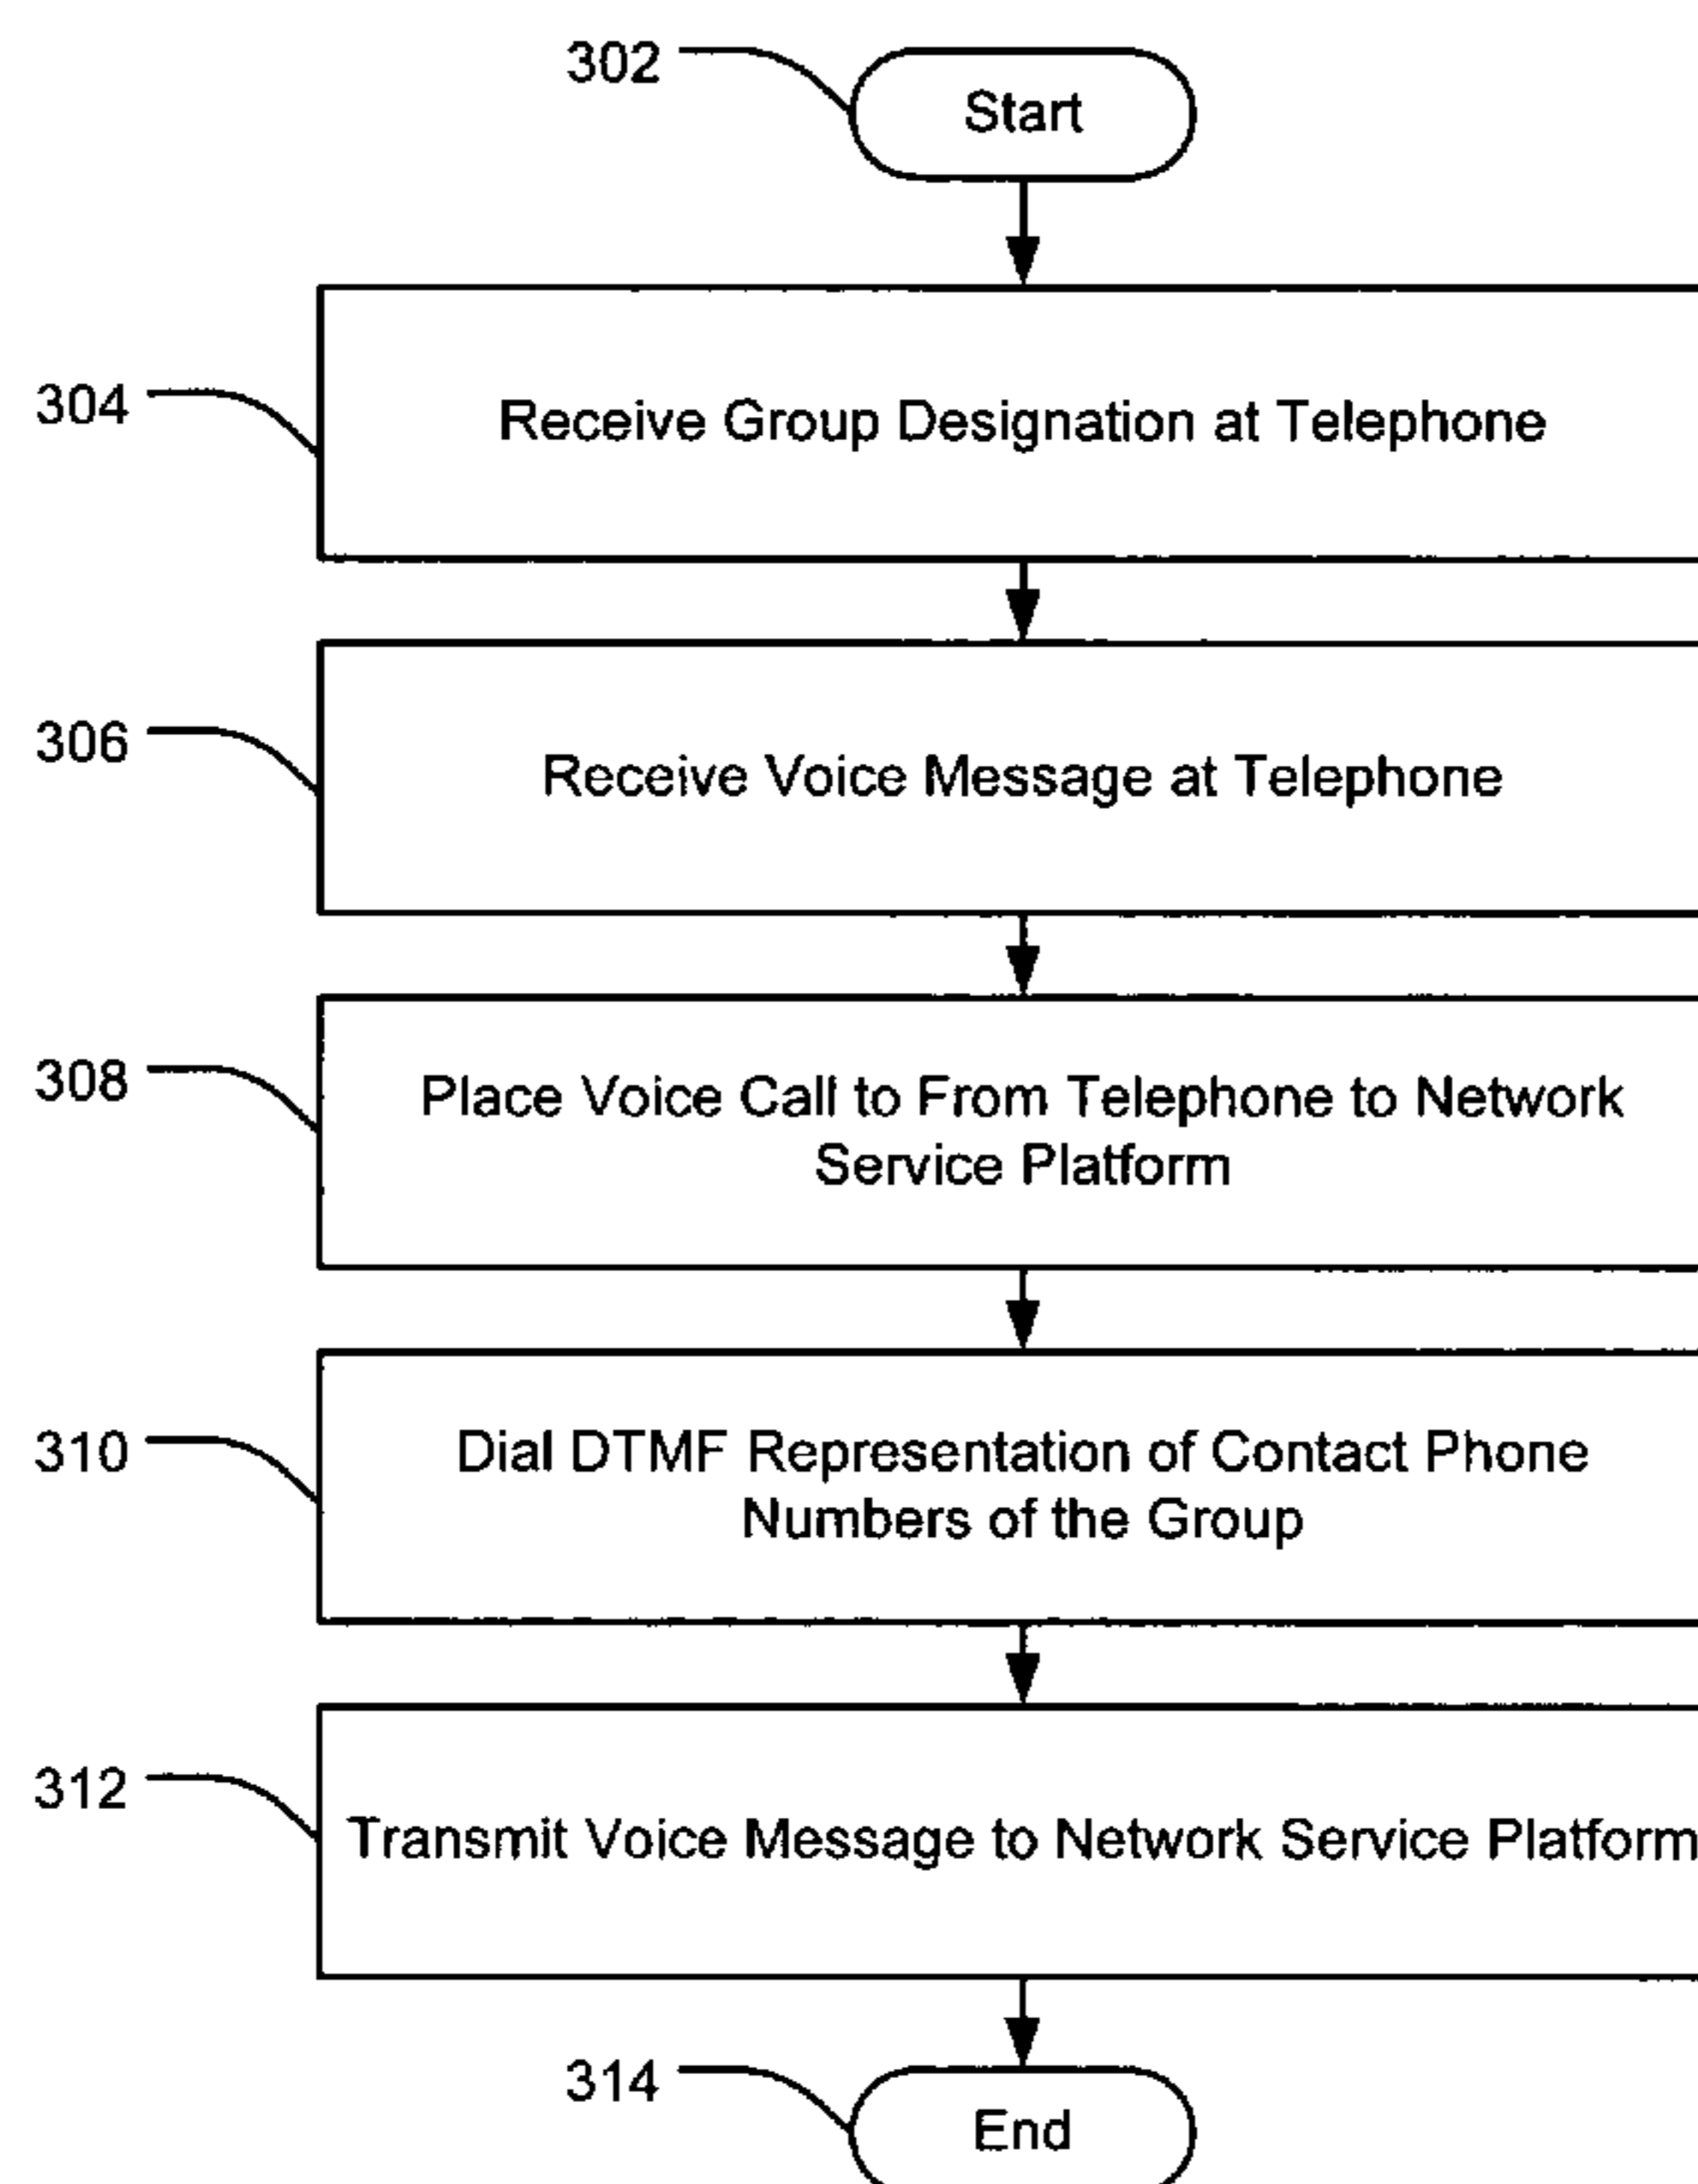 302
Start
304
Receive Group Designation at Telephone
306
Receive Voice Message at Telephone
308
Place Voice Call to From Telephone to Network
Service Platform
310
Dial DTMF Representation of Contact Phone
Numbers of the Group
312
Transmit Voice Message to Network Service Platform
314
End